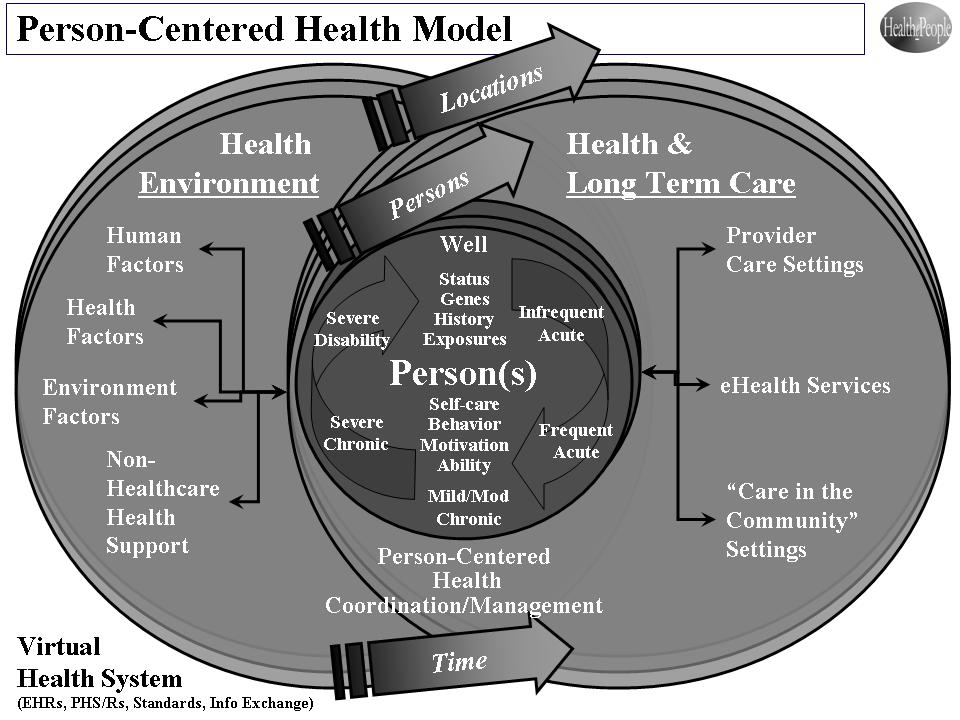 Person-Centered Health Model
HealthePeople
Locations
Persons
Health
Environment
Health &
Long Term Care
Human
Factors
Health
Factors
Environment
Factors
Non-
Healthcare
Health
Support
Provider
Care Settings
eHealth Services
“Care in the
Community”
Settings
Well
Status
Genes
History
Exposures
Severe
Disability
Infrequent
Acute
Person(s)
Self-care
Behavior
Motivation
Ability
Severe
Chronic
Frequent
Acute
Mild/Mod
Chronic
Person-Centered
Health
Coordination/Management
Time
Virtual
Health System
(EHRs, PHS/Rs, Standards, Info Exchange)